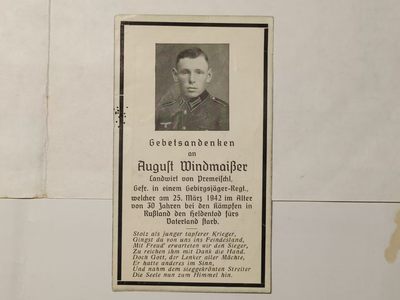 Gebetsandenken
an
August Windmaißer
Landwirt von Premeischl,
Gefr. in einem Gebirgsjäger-Regt.,
welcher am 25. März 1942 im Alter
von 30 Jahren bei den Kämpfen in
Rußland den Heldentod fürs
Vaterland starb.
Stolz als junger tapferer Krieger,
Gingst du von uns ins Feindesland,
Mit Freud' erwarteten wir den Sieger,
Zu reichen ihm mit Dank die Hand.
Doch Gott, der Lenker aller Mächte,
Er hatte anderes im Sinn,
Und nahm dem sieggekrönten Streiter
Die Seele nun zum Himmel hin.